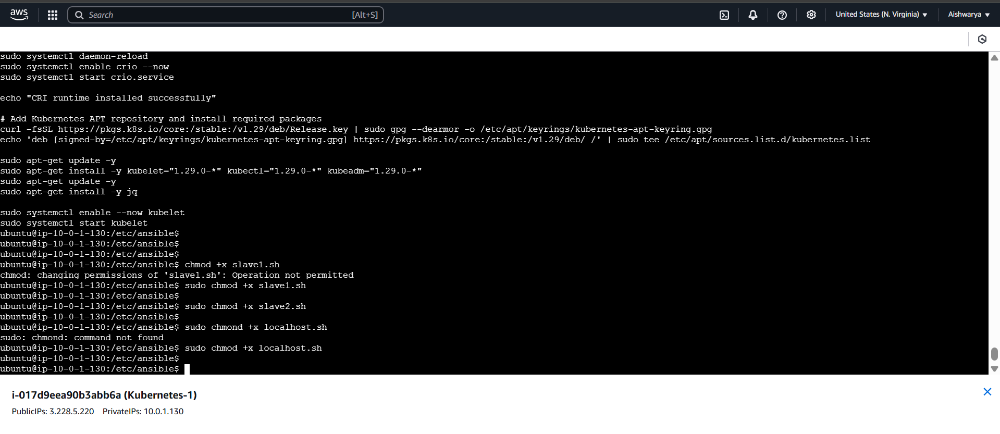 aws
Search [Alt+S]
United States (N. Virginia)
Aishwarya
sudo systemctl daemon-reload
sudo systemctl enable crio --now
sudo systemctl start crio.service
echo "CRI runtime installed successfully"
# Add Kubernetes APT repository and install required packages
curl -fsSL https://pkgs.k8s.io/core:/stable:/v1.29/deb/Release.key | sudo gpg --dearmor -o /etc/apt/keyrings/kubernetes-apt-keyring.gpg
echo 'deb [signed-by=/etc/apt/keyrings/kubernetes-apt-keyring.gpg] https://pkgs.k8s.io/core:/stable:/v1.29/deb/ /' | sudo tee /etc/apt/sources.list.d/kubernetes.list
sudo apt-get update -y
sudo apt-get install -y kubelet="1.29.0-*" kubectl="1.29.0-*" kubeadm="1.29.0-*"
sudo apt-get update -y
sudo apt-get install -y jq
sudo systemctl enable --now kubelet
sudo systemctl start kubelet
ubuntu@ip-10-0-1-130:/etc/ansible$
ubuntu@ip-10-0-1-130:/etc/ansible$
ubuntu@ip-10-0-1-130:/etc/ansible$
ubuntu@ip-10-0-1-130:/etc/ansible$ chmod +x slave1.sh
chmod: changing permissions of 'slave1.sh': Operation not permitted
ubuntu@ip-10-0-1-130:/etc/ansible$ sudo chmod +x slave1.sh
ubuntu@ip-10-0-1-130:/etc/ansible$
ubuntu@ip-10-0-1-130:/etc/ansible$ sudo chmod +x slave2.sh
ubuntu@ip-10-0-1-130:/etc/ansible$
ubuntu@ip-10-0-1-130:/etc/ansible$ sudo chmond +x localhost.sh
sudo: chmond: command not found
ubuntu@ip-10-0-1-130:/etc/ansible$ sudo chmod +x localhost.sh
ubuntu@ip-10-0-1-130:/etc/ansible$
ubuntu@ip-10-0-1-130:/etc/ansible$
i-017d9eea90b3abb6a (Kubernetes-1)
PublicIPs: 3.228.5.220 PrivateIPs: 10.0.1.130